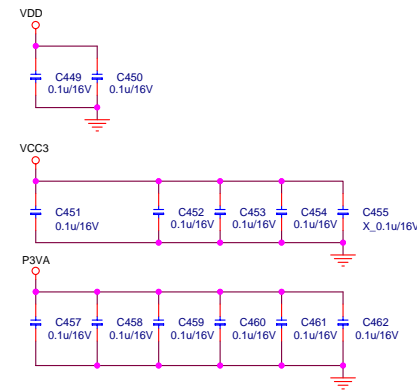 VDD
C449 C450
0.1u/16V 0.1u/16V
VCC3
C451 C452 C453 C454 C455
0.1u/16V 0.1u/16V 0.1u/16V 0.1u/16V X_0.1u/16V
P3VA
C457 C458 C459 C460 C461 C462
0.1u/16V 0.1u/16V 0.1u/16V 0.1u/16V 0.1u/16V 0.1u/16V